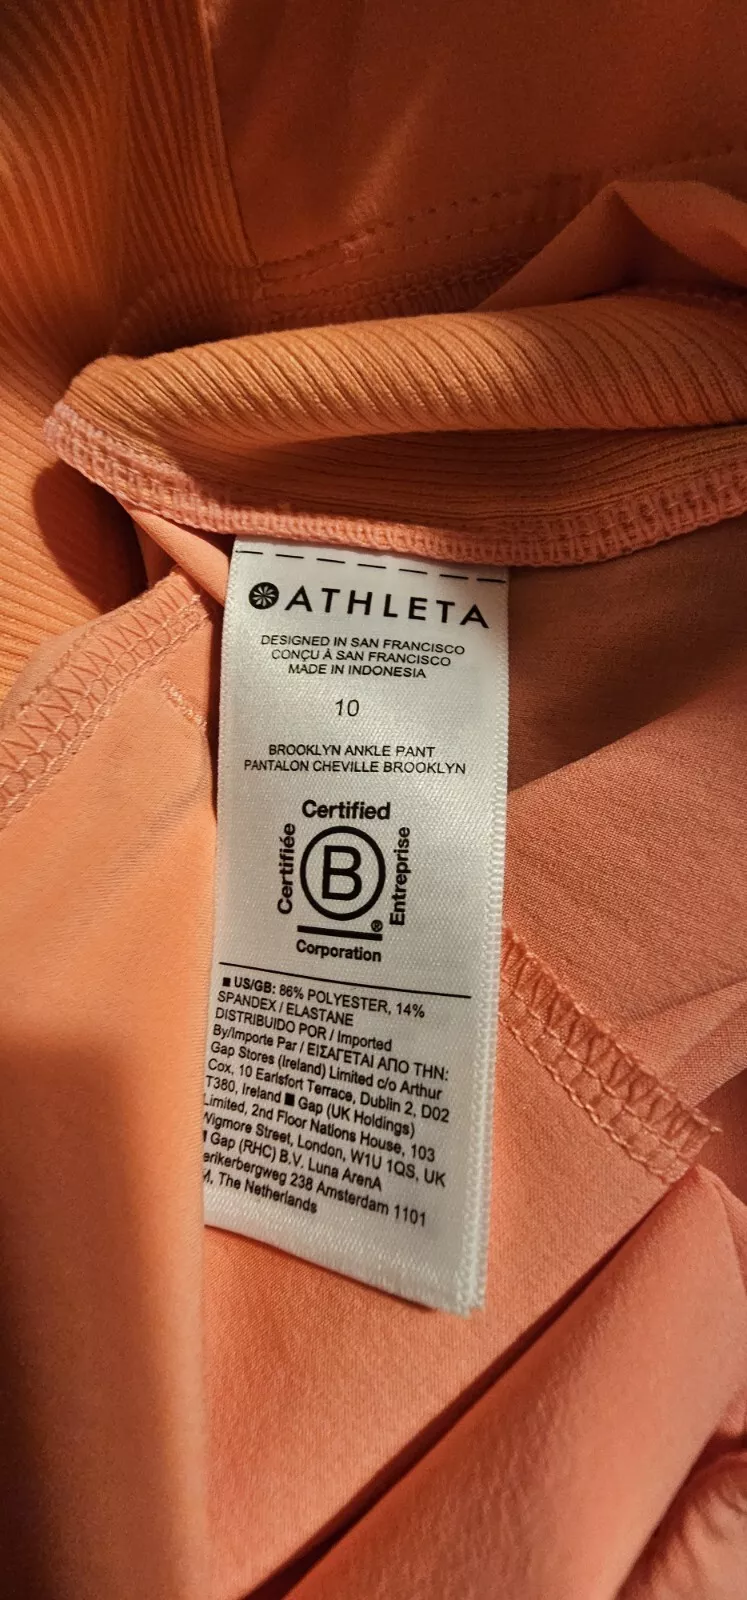 ATHLETA
DESIGNED IN SAN FRANCISCO
CONÇU À SAN FRANCISCO
MADE IN INDONESIA
10
BROOKLYN ANKLE PANT
PANTALON CHEVILLE BROOKLYN
Certified
Certifiée
B
Entreprise
®
Corporation
■ US/GB: 86% POLYESTER, 14%
SPANDEX / ELASTANE
DISTRIBUIDO POR / Imported
By/Importe Par / ΕΙΣΑΓΕΤΑΙ ΑΠΟ ΤΗΝ:
Gap Stores (Ireland) Limited c/o Arthur
Cox, 10 Earlsfort Terrace, Dublin 2, D02
T380, Ireland ■ Gap (UK Holdings)
Limited, 2nd Floor Nations House, 103
Wigmore Street, London, W1U 1QS, UK
Gap (RHC) B.V. Luna ArenA
238 Amsterdam 1101
The Netherlands